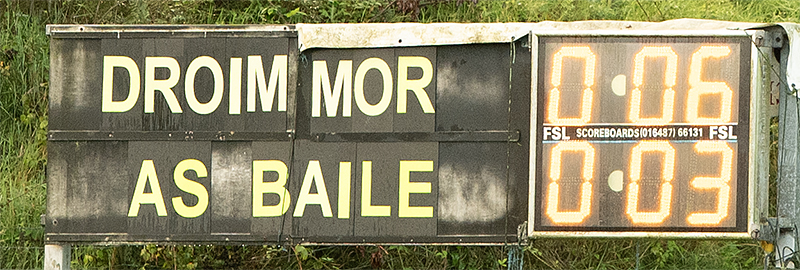 DROIM MOR 0·06
FSL SCOREBOARDS(016487) 66131 FSL
AS BAILE 0·03